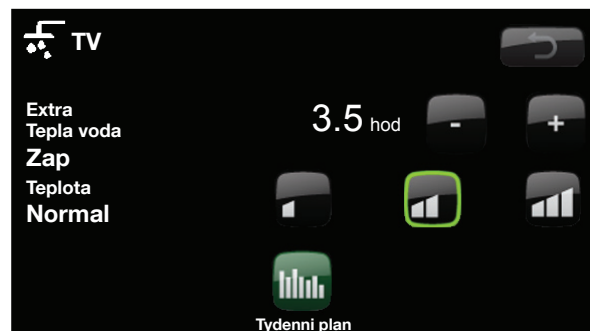 TV
Extra
Tepla voda
3.5 hod
-
+
Zap
Teplota
Normal
Tydenni plan